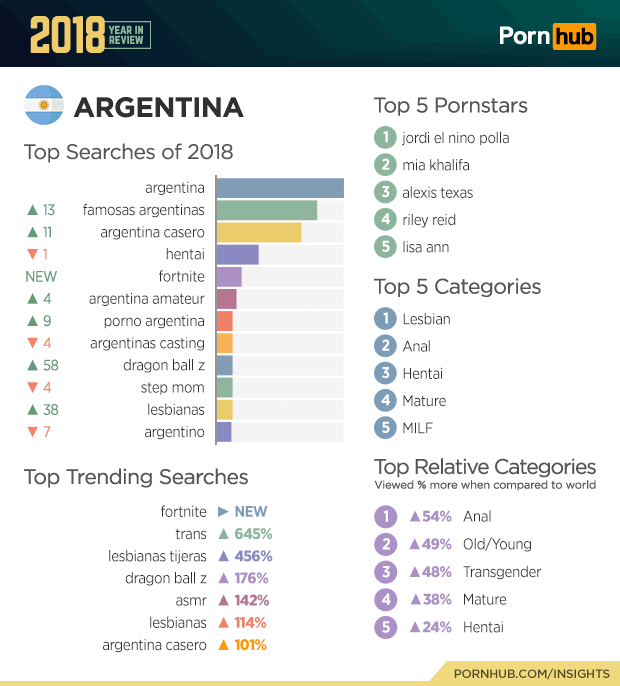 2018 YEAR IN REVIEW
Pornhub
ARGENTINA
Top Searches of 2018
argentina
▲ 13 famosas argentinas
▲ 11 argentina casero
▼ 1 hentai
NEW fortnite
▲ 4 argentina amateur
▲ 9 porno argentina
▼ 4 argentinas casting
▲ 58 dragon ball z
▼ 4 step mom
▲ 38 lesbianas
▼ 7 argentino
Top Trending Searches
fortnite ▶ NEW
trans ▲ 645%
lesbianas tijeras ▲ 456%
dragon ball z ▲ 176%
asmr ▲ 142%
lesbianas ▲ 114%
argentina casero ▲ 101%
Top 5 Pornstars
1 jordi el nino polla
2 mia khalifa
3 alexis texas
4 riley reid
5 lisa ann
Top 5 Categories
1 Lesbian
2 Anal
3 Hentai
4 Mature
5 MILF
Top Relative Categories
Viewed % more when compared to world
1 ▲54% Anal
2 ▲49% Old/Young
3 ▲48% Transgender
4 ▲38% Mature
5 ▲24% Hentai
PORNHUB.COM/INSIGHTS